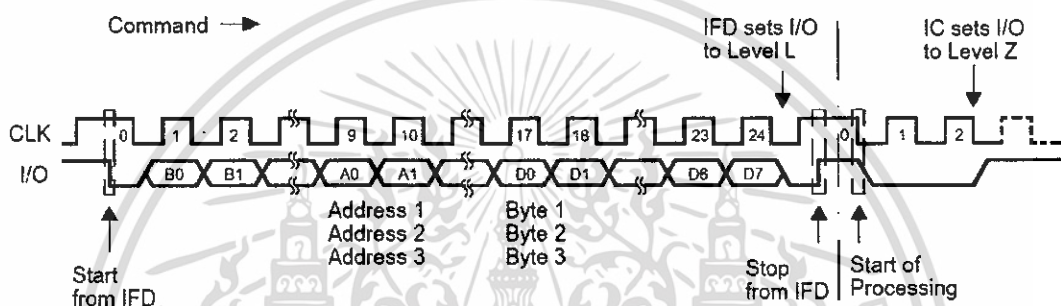 Command
IFD sets I/O
to Level L
IC sets I/O
to Level Z
CLK 0 1 2 9 10 17 18 23 24 0 1 2
I/O B0 B1 A0 A1 D0 D1 D6 D7
Address 1 Byte 1
Address 2 Byte 2
Address 3 Byte 3
Start
from IFD
Stop
from IFD
Start of
Processing